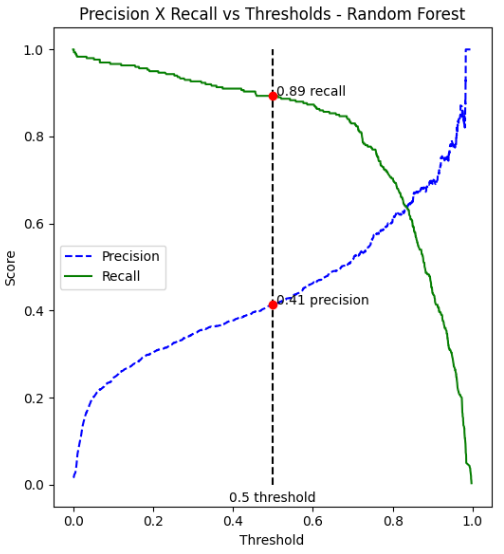 Precision X Recall vs Thresholds - Random Forest
1.0
0.89 recall
0.8
0.6
Score
Precision
Recall
0.41 precision
0.4
0.2
0.0
0.5 threshold
0.0 0.2 0.4 0.6 0.8 1.0
Threshold